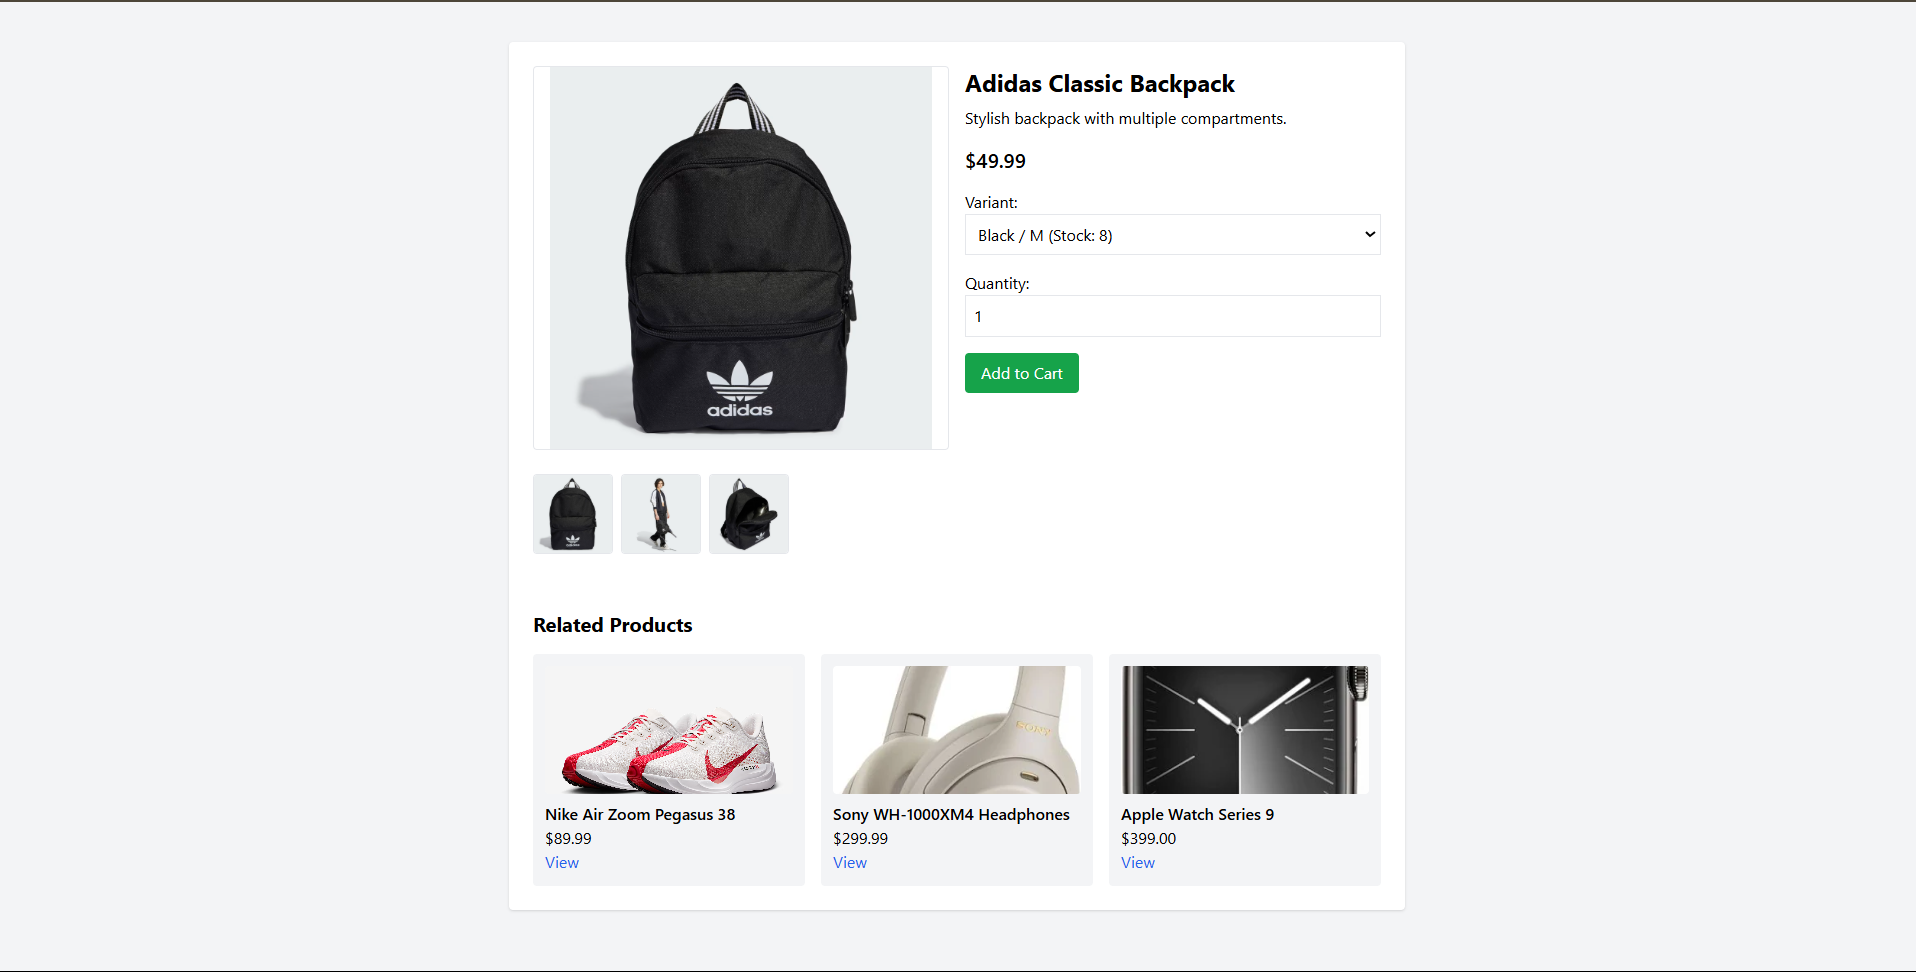 adidas
Adidas Classic Backpack
Stylish backpack with multiple compartments.
$49.99
Variant:
Black / M (Stock: 8)
Quantity:
1
Add to Cart
Related Products
Nike Air Zoom Pegasus 38
$89.99
View
SONY
Sony WH-1000XM4 Headphones
$299.99
View
Apple Watch Series 9
$399.00
View